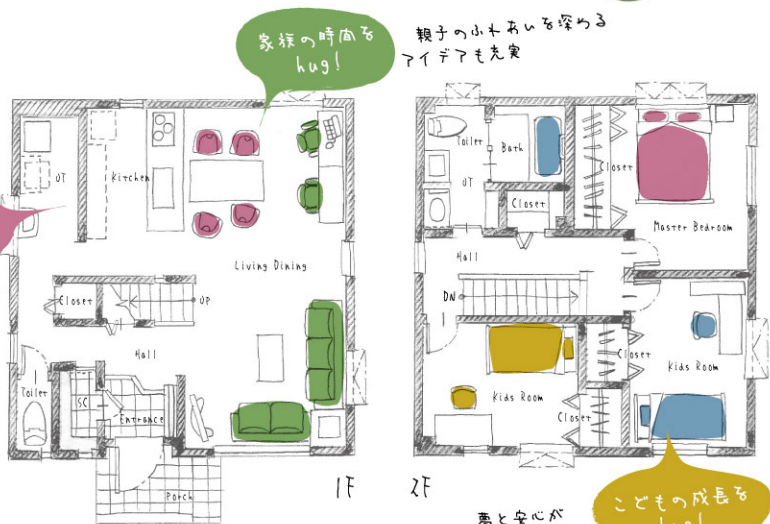 家族の時間を
hug!
親子のふれあいを深める
アイデアも充実
UT
Kitchen
Living Dining
Closet
UP
Hall
Toilet
SC
Entrance
Porch
1F
Toilet
Bath
UT
Closet
Closet
Master Bedroom
Hall
DN
Kids Room
Closet
Closet
Kids Room
2F
夢と安心が
こどもの成長を